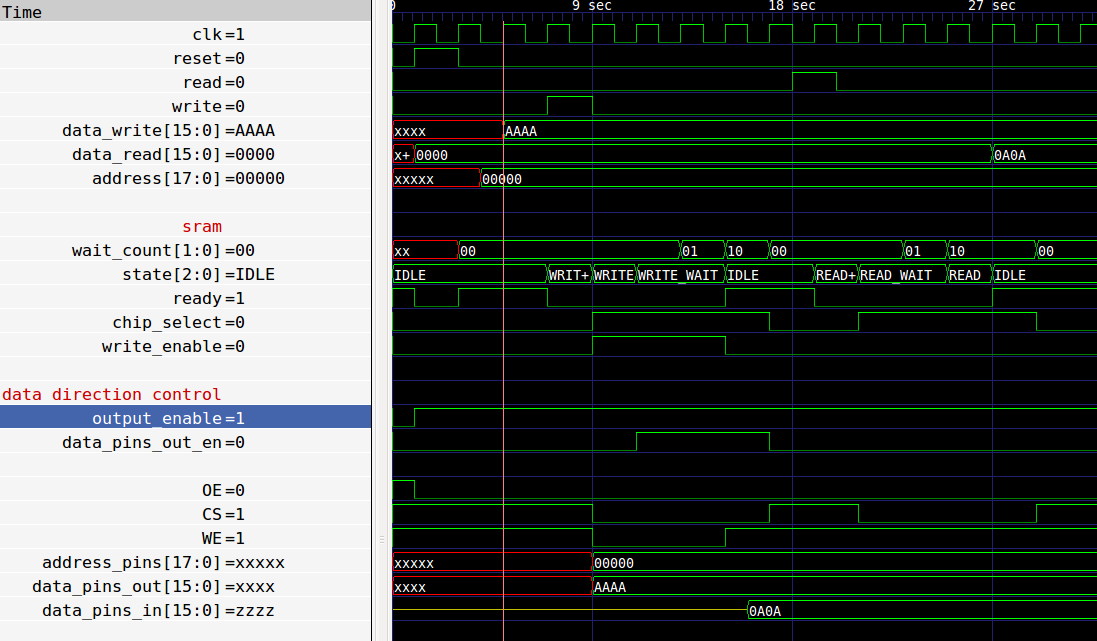 Time
0 9 sec 18 sec 27 sec
clk=1
reset=0
read=0
write=0
data_write[15:0]=AAAA xxxx AAAA
data_read[15:0]=0000 x+ 0000 0A0A
address[17:0]=00000 xxxxx 00000
sram
wait_count[1:0]=00 xx 00 01 10 00 01 10 00
state[2:0]=IDLE IDLE WRIT+ WRITE WRITE_WAIT IDLE READ+ READ_WAIT READ IDLE
ready=1
chip_select=0
write_enable=0
data direction control
output_enable=1
data_pins_out_en=0
OE=0
CS=1
WE=1
address_pins[17:0]=xxxxx xxxxx 00000
data_pins_out[15:0]=xxxx xxxx AAAA
data_pins_in[15:0]=zzzz 0A0A